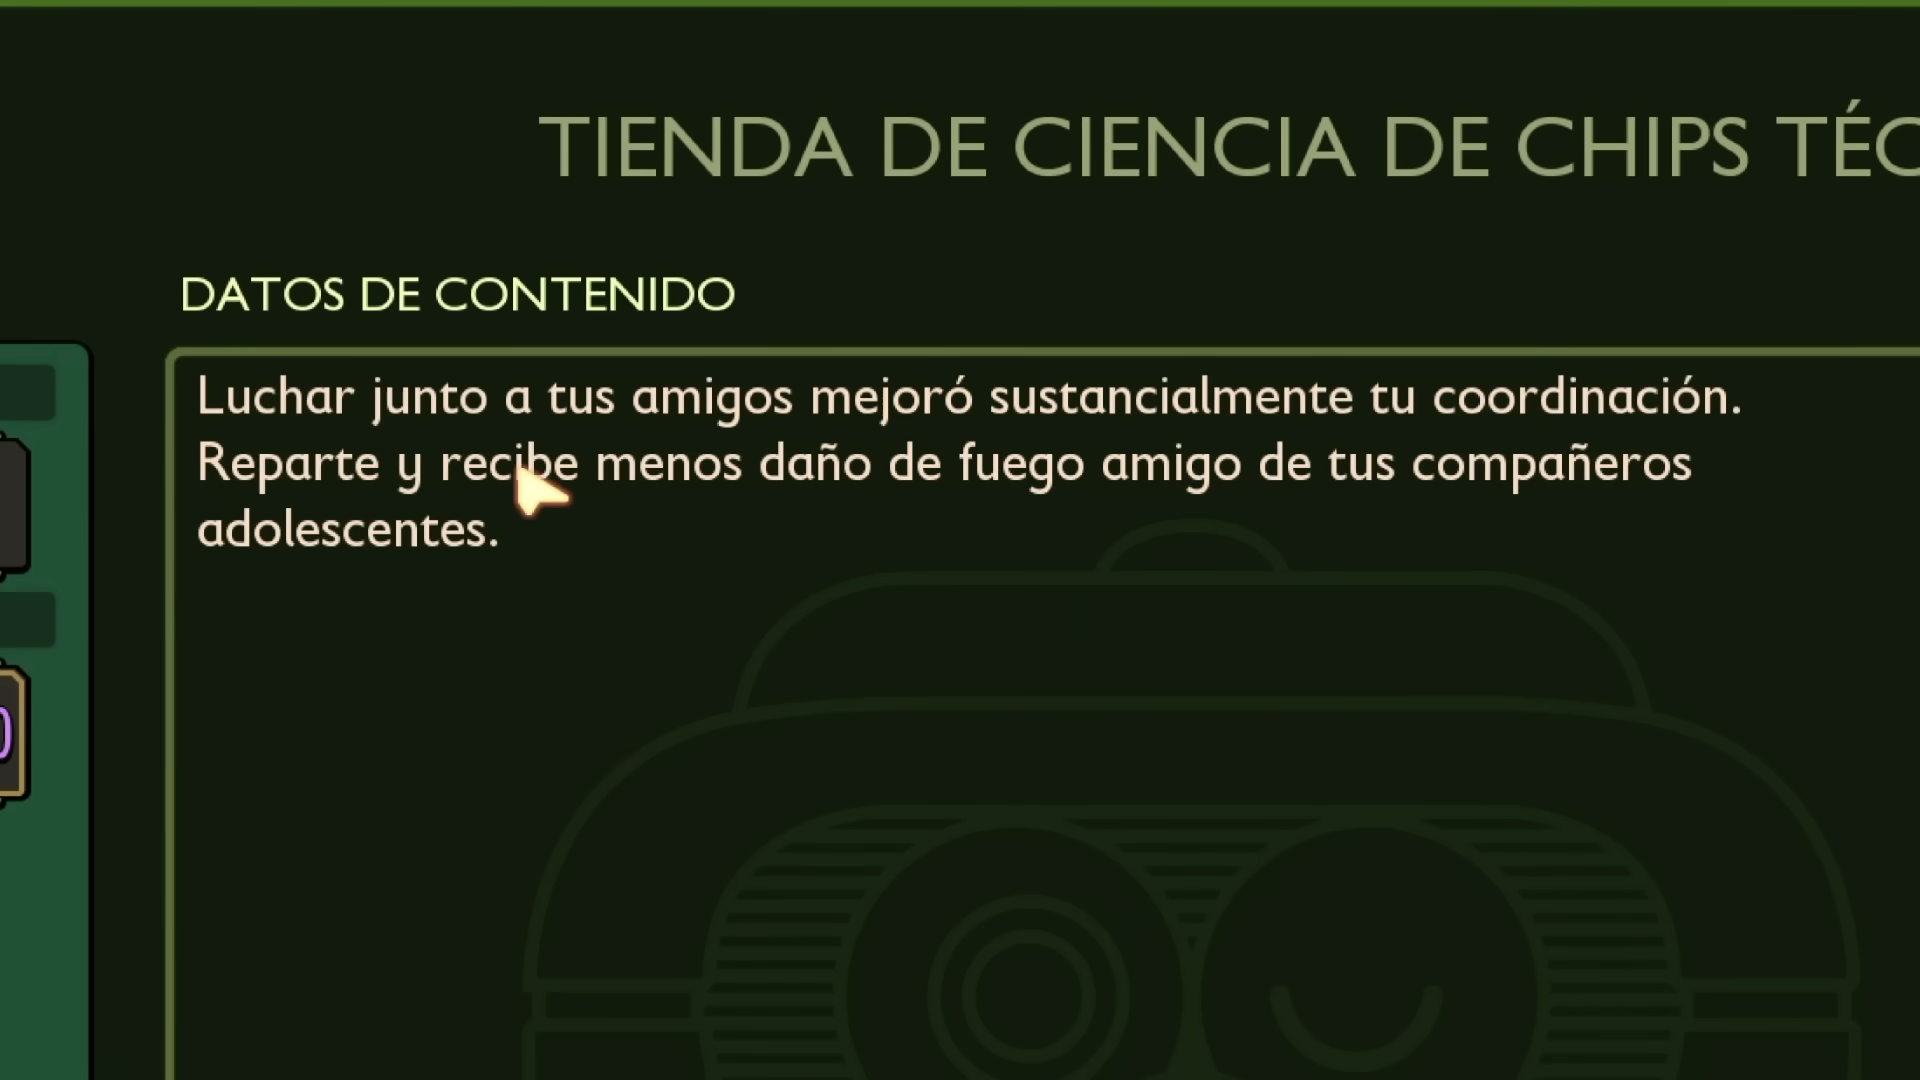 TIENDA DE CIENCIA DE CHIPS
DATOS DE CONTENIDO
Luchar junto a tus amigos mejoró sustancialmente tu coordinación.
Reparte y recibe menos daño de fuego amigo de tus compañeros
adolescentes.